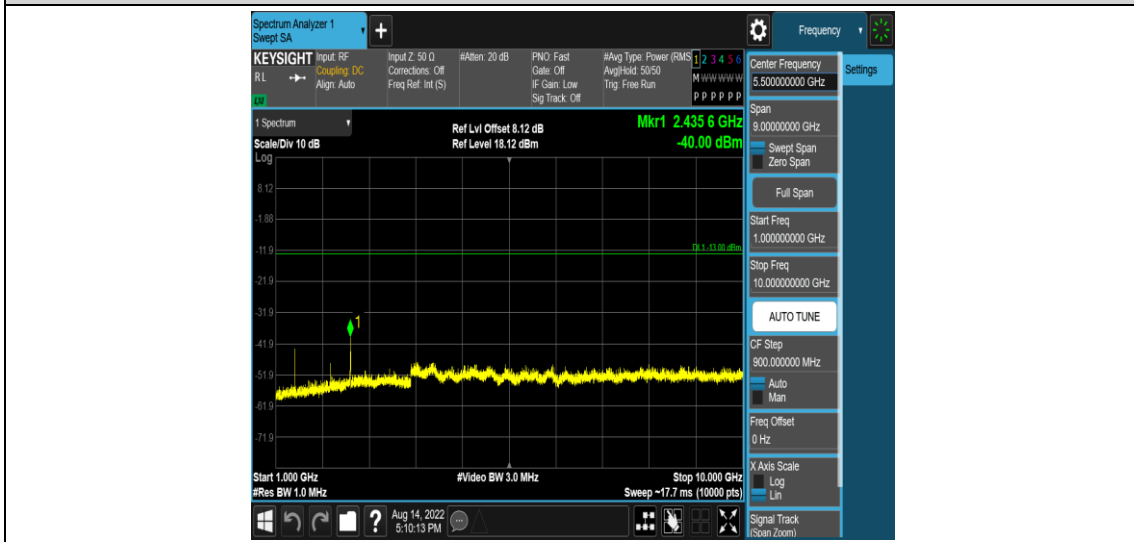 Spectrum Analyzer 1
Swept SA
Frequency
KEYSIGHT
RL
Input: RF
Coupling: DC
Align: Auto
Input Z: 50 Ω
Corrections: Off
Freq Ref: Int (S)
#Atten: 20 dB
PNO: Fast
Gate: Off
IF Gain: Low
Sig Track: Off
#Avg Type: Power (RMS
Avg|Hold: 50/50
Trig: Free Run
1 2 3 4 5 6
M W W W W W
P P P P P P
1 Spectrum
Scale/Div 10 dB
Log
Ref Lvl Offset 8.12 dB
Ref Level 18.12 dBm
Mkr1 2.435 6 GHz
-40.00 dBm
8.12
-1.88
-11.9
-21.9
-31.9
-41.9
-51.9
-61.9
-71.9
DL1 -13.00 dBm
1
Start 1.000 GHz
#Res BW 1.0 MHz
#Video BW 3.0 MHz
Stop 10.000 GHz
Sweep ~17.7 ms (10000 pts)
Center Frequency
5.50000000 GHz
Settings
Span
9.00000000 GHz
Swept Span
Zero Span
Full Span
Start Freq
1.000000000 GHz
Stop Freq
10.000000000 GHz
AUTO TUNE
CF Step
900.000000 MHz
Auto
Man
Freq Offset
0 Hz
X Axis Scale
Log
Lin
Signal Track
(Span Zoom)
Aug 14, 2022
5:10:13 PM